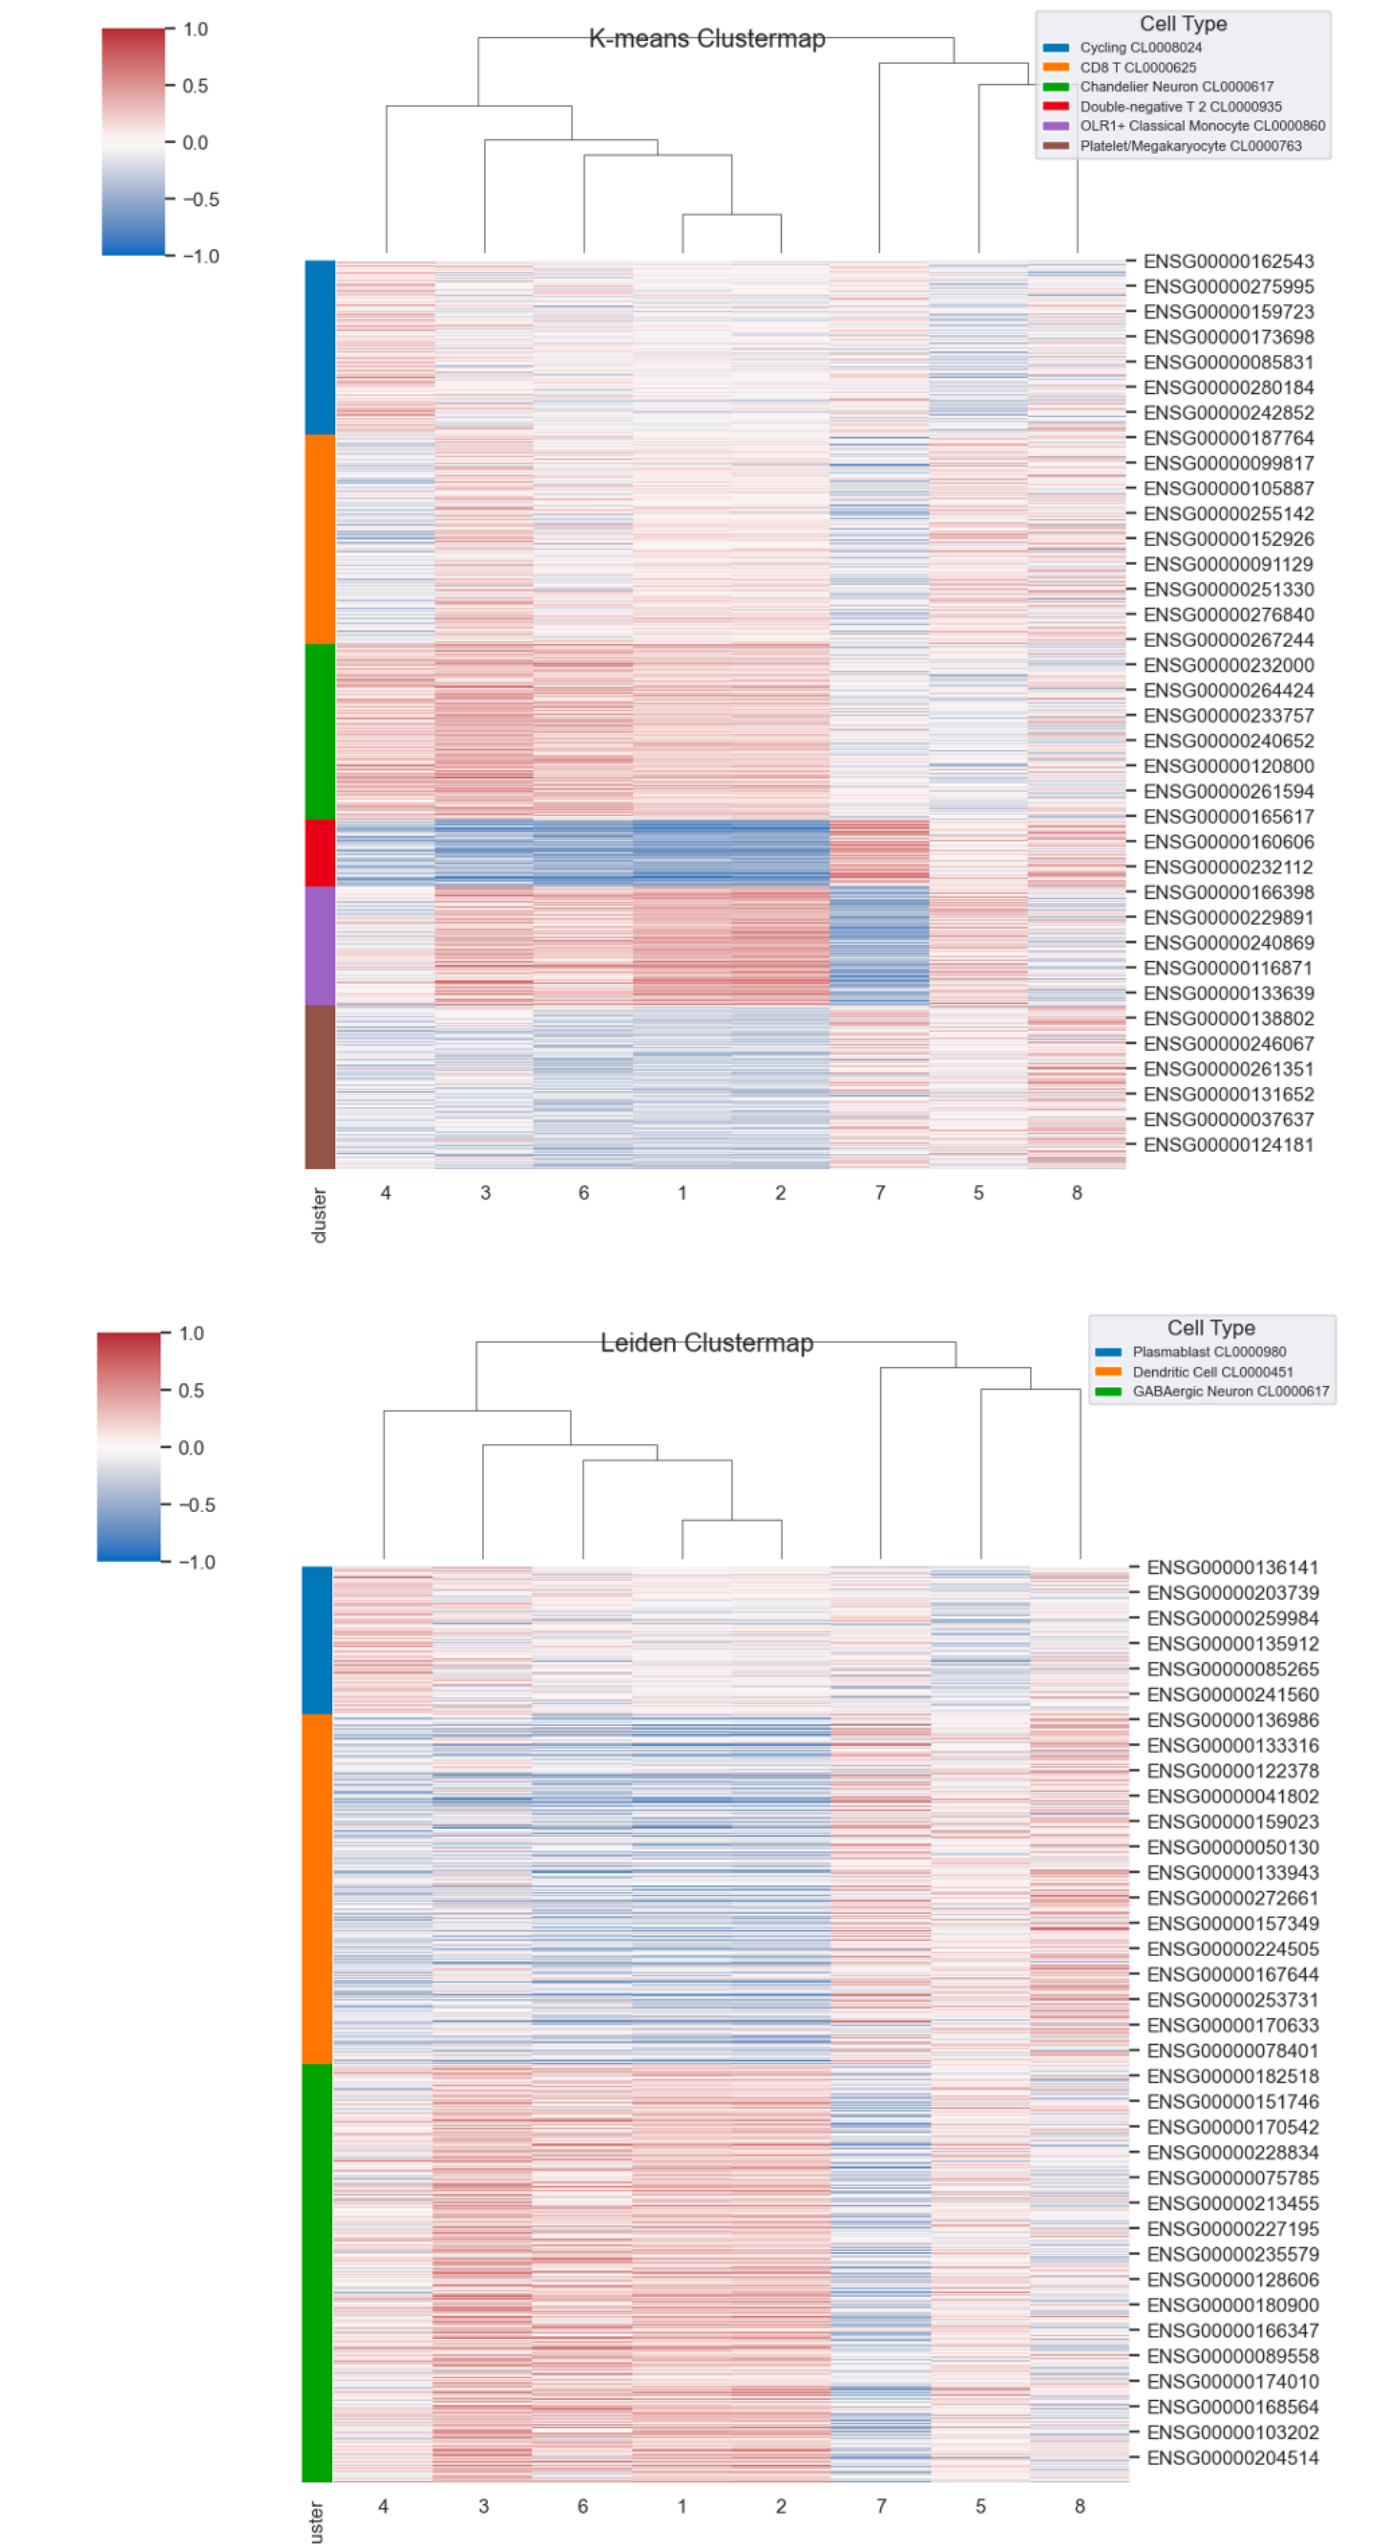 K-means Clustermap
1.0
0.5
0.0
−0.5
−1.0
Cell Type
Cycling CL0008024
CD8 T CL0000625
Chandelier Neuron CL0000617
Double-negative T 2 CL0000935
OLR1+ Classical Monocyte CL0000860
Platelet/Megakaryocyte CL0000763
ENSG00000162543
ENSG00000275995
ENSG00000159723
ENSG00000173698
ENSG00000085831
ENSG00000280184
ENSG00000242852
ENSG00000187764
ENSG00000099817
ENSG00000105887
ENSG00000255142
ENSG00000152926
ENSG00000091129
ENSG00000251330
ENSG00000276840
ENSG00000267244
ENSG00000232000
ENSG00000264424
ENSG00000233757
ENSG00000240652
ENSG00000120800
ENSG00000261594
ENSG00000165617
ENSG00000160606
ENSG00000232112
ENSG00000166398
ENSG00000229891
ENSG00000240869
ENSG00000116871
ENSG00000133639
ENSG00000138802
ENSG00000246067
ENSG00000261351
ENSG00000131652
ENSG00000037637
ENSG00000124181
cluster
4 3 6 1 2 7 5 8
Leiden Clustermap
1.0
0.5
0.0
−0.5
−1.0
Cell Type
Plasmablast CL0000980
Dendritic Cell CL0000451
GABAergic Neuron CL0000617
ENSG00000136141
ENSG00000203739
ENSG00000259984
ENSG00000135912
ENSG00000085265
ENSG00000241560
ENSG00000136986
ENSG00000133316
ENSG00000122378
ENSG00000041802
ENSG00000159023
ENSG00000050130
ENSG00000133943
ENSG00000272661
ENSG00000157349
ENSG00000224505
ENSG00000167644
ENSG00000253731
ENSG00000170633
ENSG00000078401
ENSG00000182518
ENSG00000151746
ENSG00000170542
ENSG00000228834
ENSG00000075785
ENSG00000213455
ENSG00000227195
ENSG00000235579
ENSG00000128606
ENSG00000180900
ENSG00000166347
ENSG00000089558
ENSG00000174010
ENSG00000168564
ENSG00000103202
ENSG00000204514
uster
4 3 6 1 2 7 5 8